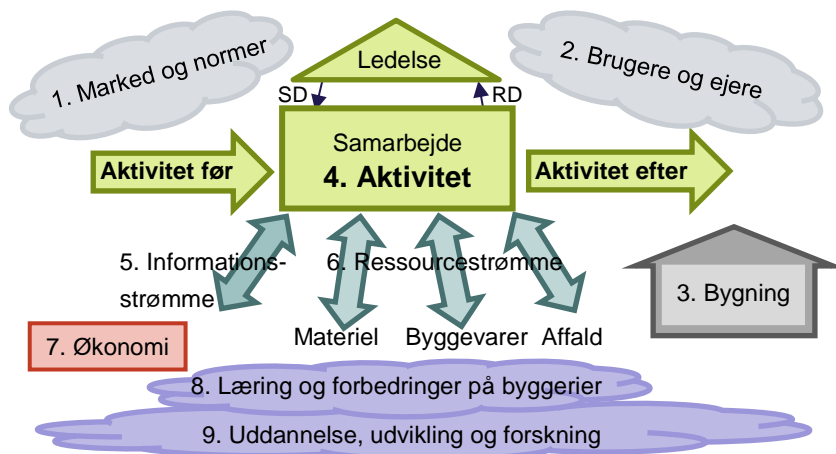 1. Marked og normer
Ledelse
2. Brugere og ejere
SD
RD
Samarbejde
4. Aktivitet
Aktivitet før
Aktivitet efter
5. Informations-
strømme
6. Ressourcestrømme
3. Bygning
Materiel
Byggevarer
Affald
7. Økonomi
8. Læring og forbedringer på byggerier
9. Uddannelse, udvikling og forskning